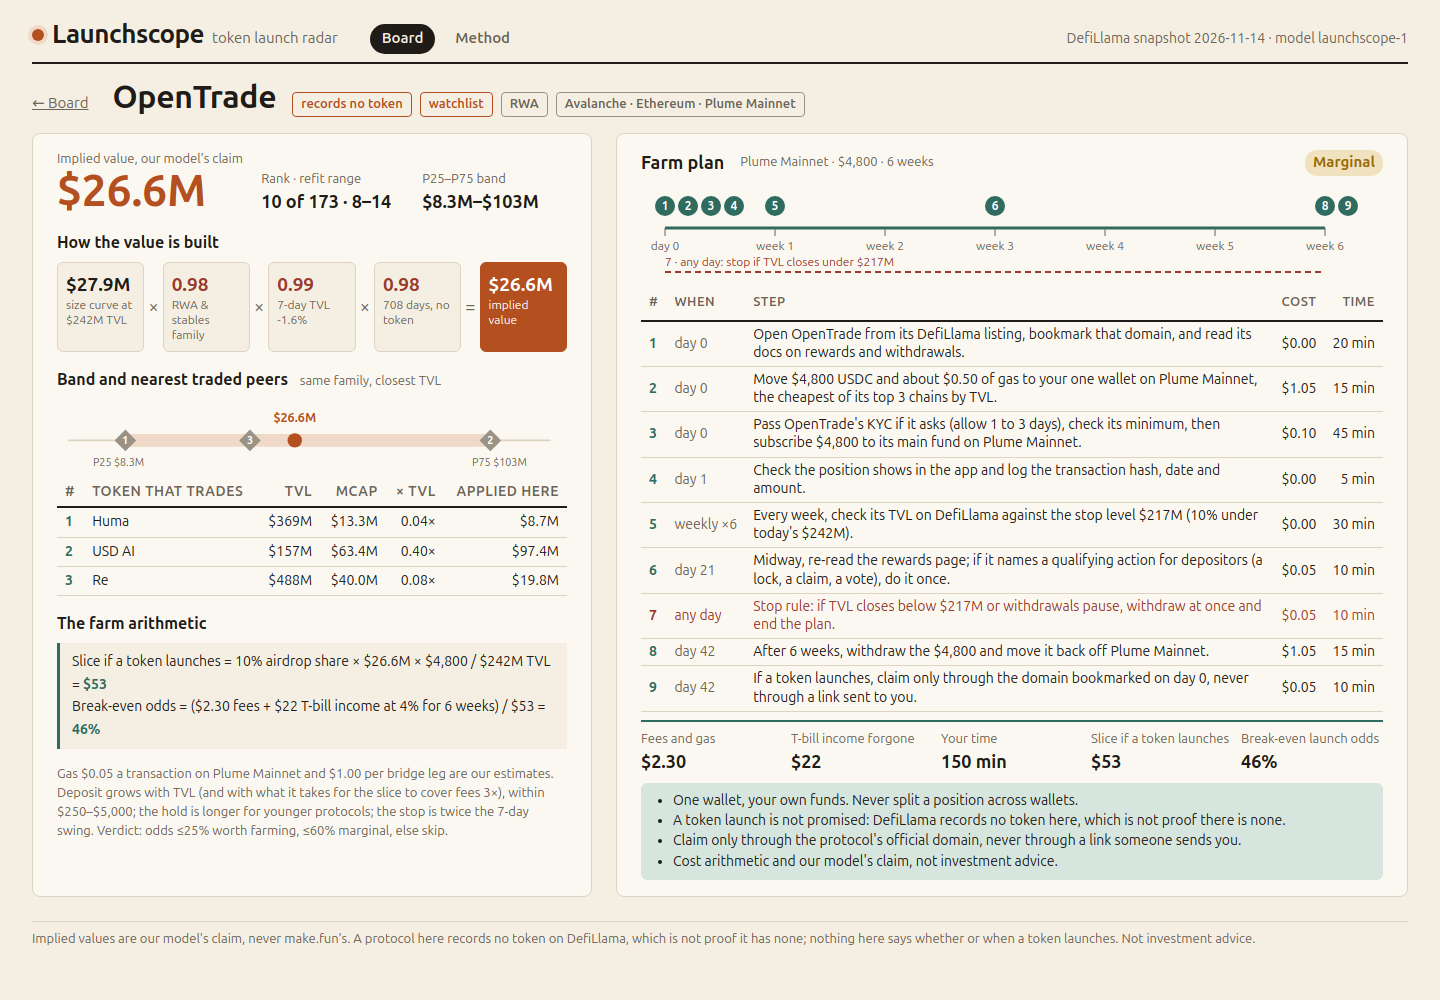 Launchscope token launch radar Board Method DefiLlama snapshot 2026-11-14 · model launchscope-1
← Board OpenTrade records no token watchlist RWA Avalanche · Ethereum · Plume Mainnet
Implied value, our model's claim
$26.6M
Rank · refit range
10 of 173 · 8–14
P25–P75 band
$8.3M–$103M
How the value is built
$27.9M
size curve at
$242M TVL
×
0.98
RWA &
stables
family
×
0.99
7-day TVL
-1.6%
×
0.98
708 days, no
token
=
$26.6M
implied
value
Band and nearest traded peers same family, closest TVL
$26.6M
1 3 2
P25 $8.3M P75 $103M
# TOKEN THAT TRADES TVL MCAP × TVL APPLIED HERE
1 Huma $369M $13.3M 0.04× $8.7M
2 USD AI $157M $63.4M 0.40× $97.4M
3 Re $488M $40.0M 0.08× $19.8M
The farm arithmetic
Slice if a token launches = 10% airdrop share × $26.6M × $4,800 / $242M TVL
= $53
Break-even odds = ($2.30 fees + $22 T-bill income at 4% for 6 weeks) / $53 =
46%
Gas $0.05 a transaction on Plume Mainnet and $1.00 per bridge leg are our estimates.
Deposit grows with TVL (and with what it takes for the slice to cover fees 3×), within
$250–$5,000; the hold is longer for younger protocols; the stop is twice the 7-day
swing. Verdict: odds ≤25% worth farming, ≤60% marginal, else skip.
Farm plan Plume Mainnet · $4,800 · 6 weeks Marginal
1 2 3 4 5 6 8 9
day 0 week 1 week 2 week 3 week 4 week 5 week 6
7 · any day: stop if TVL closes under $217M
# WHEN STEP COST TIME
1 day 0 Open OpenTrade from its DefiLlama listing, bookmark that domain, and read its
docs on rewards and withdrawals. $0.00 20 min
2 day 0 Move $4,800 USDC and about $0.50 of gas to your one wallet on Plume Mainnet,
the cheapest of its top 3 chains by TVL. $1.05 15 min
3 day 0 Pass OpenTrade's KYC if it asks (allow 1 to 3 days), check its minimum, then
subscribe $4,800 to its main fund on Plume Mainnet. $0.10 45 min
4 day 1 Check the position shows in the app and log the transaction hash, date and
amount. $0.00 5 min
5 weekly ×6 Every week, check its TVL on DefiLlama against the stop level $217M (10% under
today's $242M). $0.00 30 min
6 day 21 Midway, re-read the rewards page; if it names a qualifying action for depositors (a
lock, a claim, a vote), do it once. $0.05 10 min
7 any day Stop rule: if TVL closes below $217M or withdrawals pause, withdraw at once and
end the plan. $0.05 10 min
8 day 42 After 6 weeks, withdraw the $4,800 and move it back off Plume Mainnet. $1.05 15 min
9 day 42 If a token launches, claim only through the domain bookmarked on day 0, never
through a link sent to you. $0.05 10 min
Fees and gas T-bill income forgone Your time Slice if a token launches Break-even launch odds
$2.30 $22 150 min $53 46%
• One wallet, your own funds. Never split a position across wallets.
• A token launch is not promised: DefiLlama records no token here, which is not proof there is none.
• Claim only through the protocol's official domain, never through a link someone sends you.
• Cost arithmetic and our model's claim, not investment advice.
Implied values are our model's claim, never make.fun's. A protocol here records no token on DefiLlama, which is not proof it has none; nothing here says whether or when a token launches. Not investment advice.